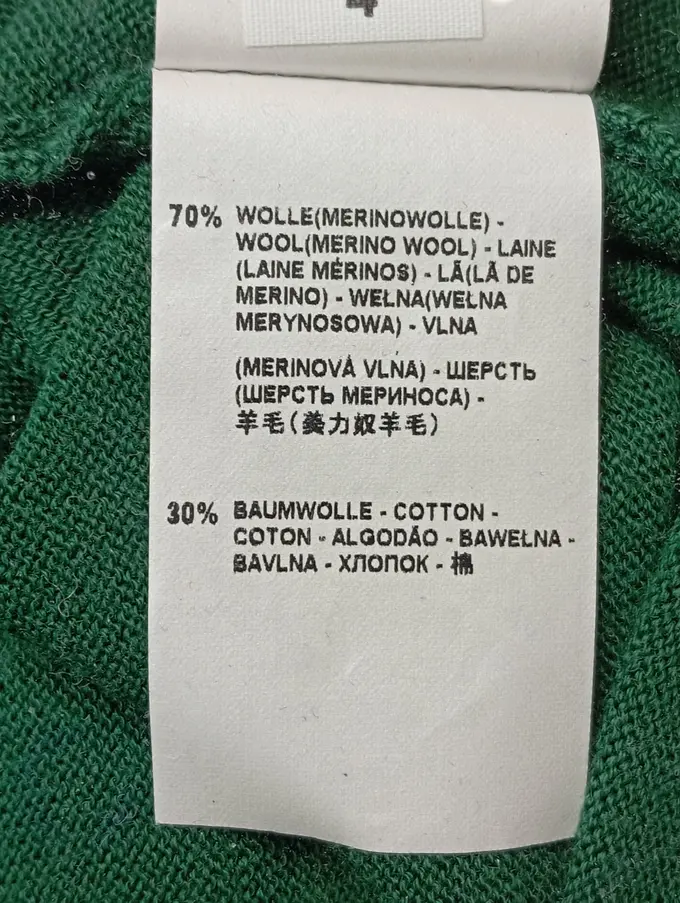 4
70% WOLLE(MERINOWOLLE) -
WOOL(MERINO WOOL) - LAINE
(LAINE MÉRINOS) - LÃ(LÃ DE
MERINO) - WEŁNA(WEŁNA
MERYNOSOWA) - VLNA
(MERINOVÁ VLNA) - ШЕРСТЬ
(ШЕРСТЬ МЕРИНОСА) -
羊毛(美力奴羊毛)
30% BAUMWOLLE - COTTON -
COTON - ALGODÃO - BAWEŁNA -
BAVLNA - ХЛОПОК - 棉